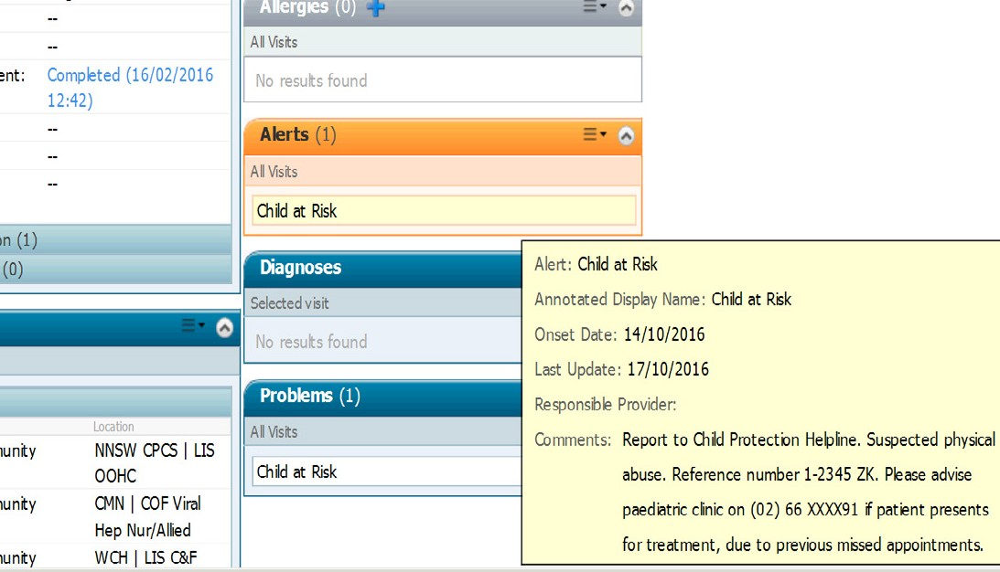 --
--
ent: Completed (16/02/2016
12:42)
--
--
--
on (1)
(0)
Location
munity NNSW CPCS | LIS
OOHC
munity CMN | COF Viral
Hep Nur/Allied
munity WCH | LIS C&F
Allergies (0)
All Visits
No results found
Alerts (1)
All Visits
Child at Risk
Diagnoses
Selected visit
No results found
Problems (1)
All Visits
Child at Risk
Alert: Child at Risk
Annotated Display Name: Child at Risk
Onset Date: 14/10/2016
Last Update: 17/10/2016
Responsible Provider:
Comments: Report to Child Protection Helpline. Suspected physical
abuse. Reference number 1-2345 ZK. Please advise
paediatric clinic on (02) 66 XXXX91 if patient presents
for treatment, due to previous missed appointments.